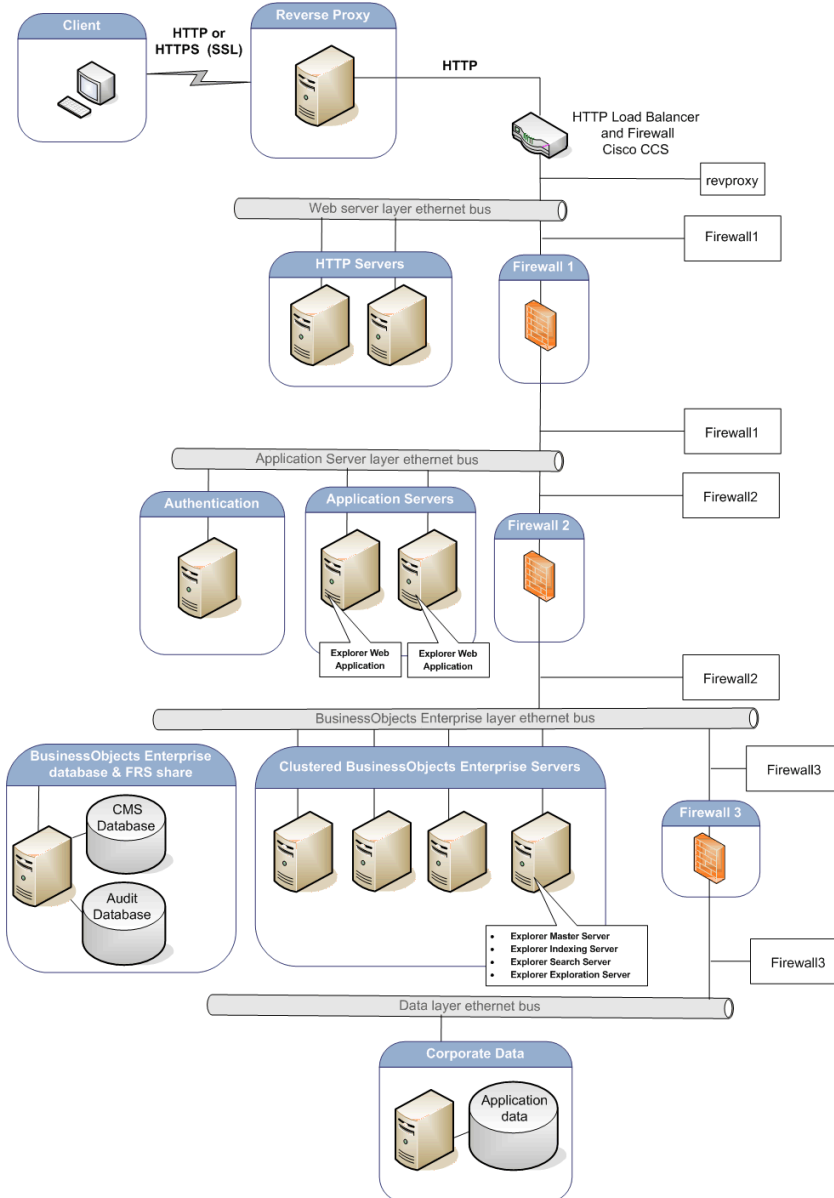 Client
HTTP or
HTTPS (SSL)
Reverse Proxy
HTTP
HTTP Load Balancer
and Firewall
Cisco CCS
revproxy
Web server layer ethernet bus
Firewall1
HTTP Servers
Firewall 1
Firewall1
Application Server layer ethernet bus
Firewall2
Authentication
Application Servers
Firewall 2
Explorer Web
Application
Explorer Web
Application
Firewall2
BusinessObjects Enterprise layer ethernet bus
BusinessObjects Enterprise
database & FRS share
Clustered BusinessObjects Enterprise Servers
Firewall3
Firewall 3
CMS
Database
Audit
Database
• Explorer Master Server
• Explorer Indexing Server
• Explorer Search Server
• Explorer Exploration Server
Firewall3
Data layer ethernet bus
Corporate Data
Application
data